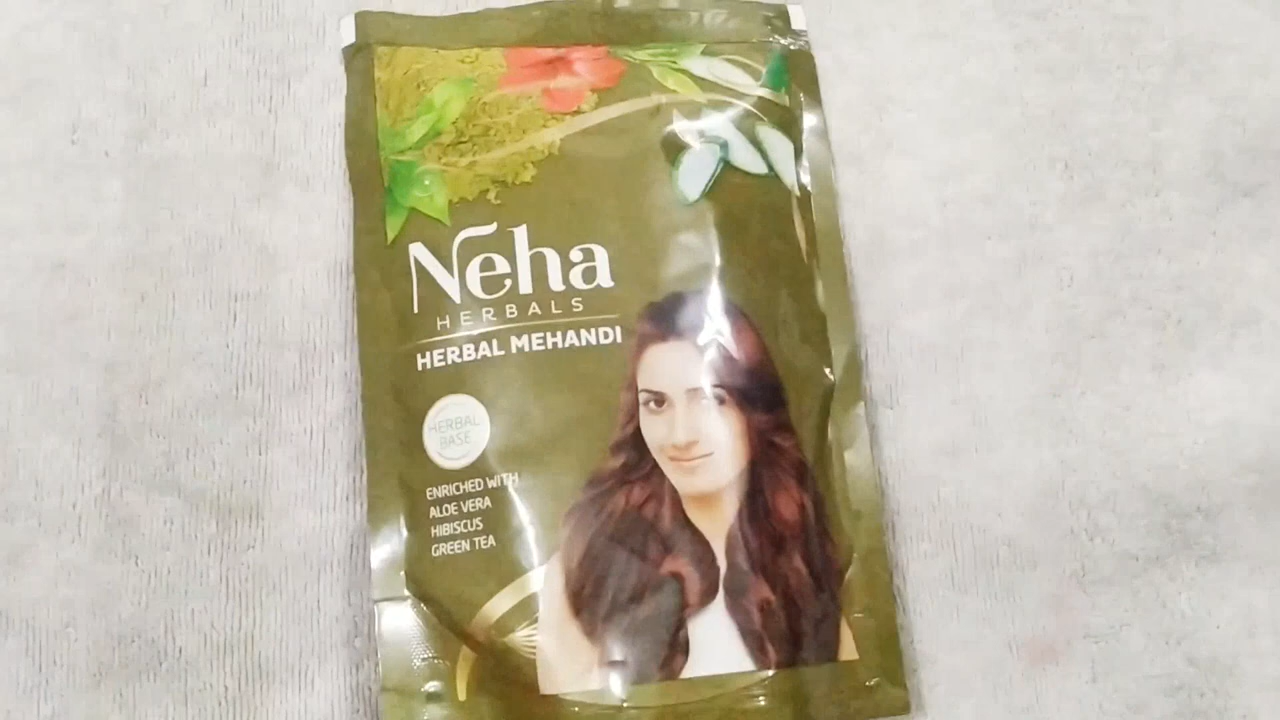 Neha
HERBALS
HERBAL MEHANDI
HERBAL
BASE
ENRICHED WITH
ALOE VERA
HIBISCUS
GREEN TEA